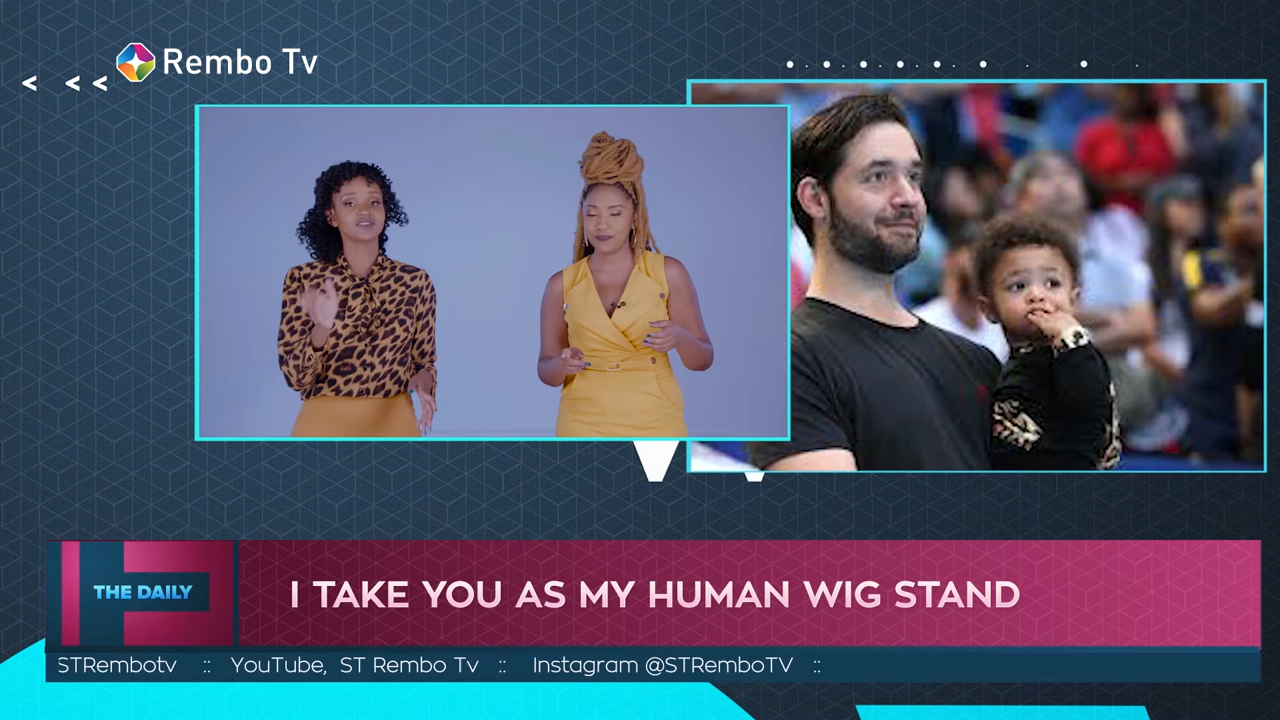 Rembo Tv
THE DAILY
I TAKE YOU AS MY HUMAN WIG STAND
STRembotv :: YouTube, ST Rembo Tv :: Instagram @STRemboTV ::